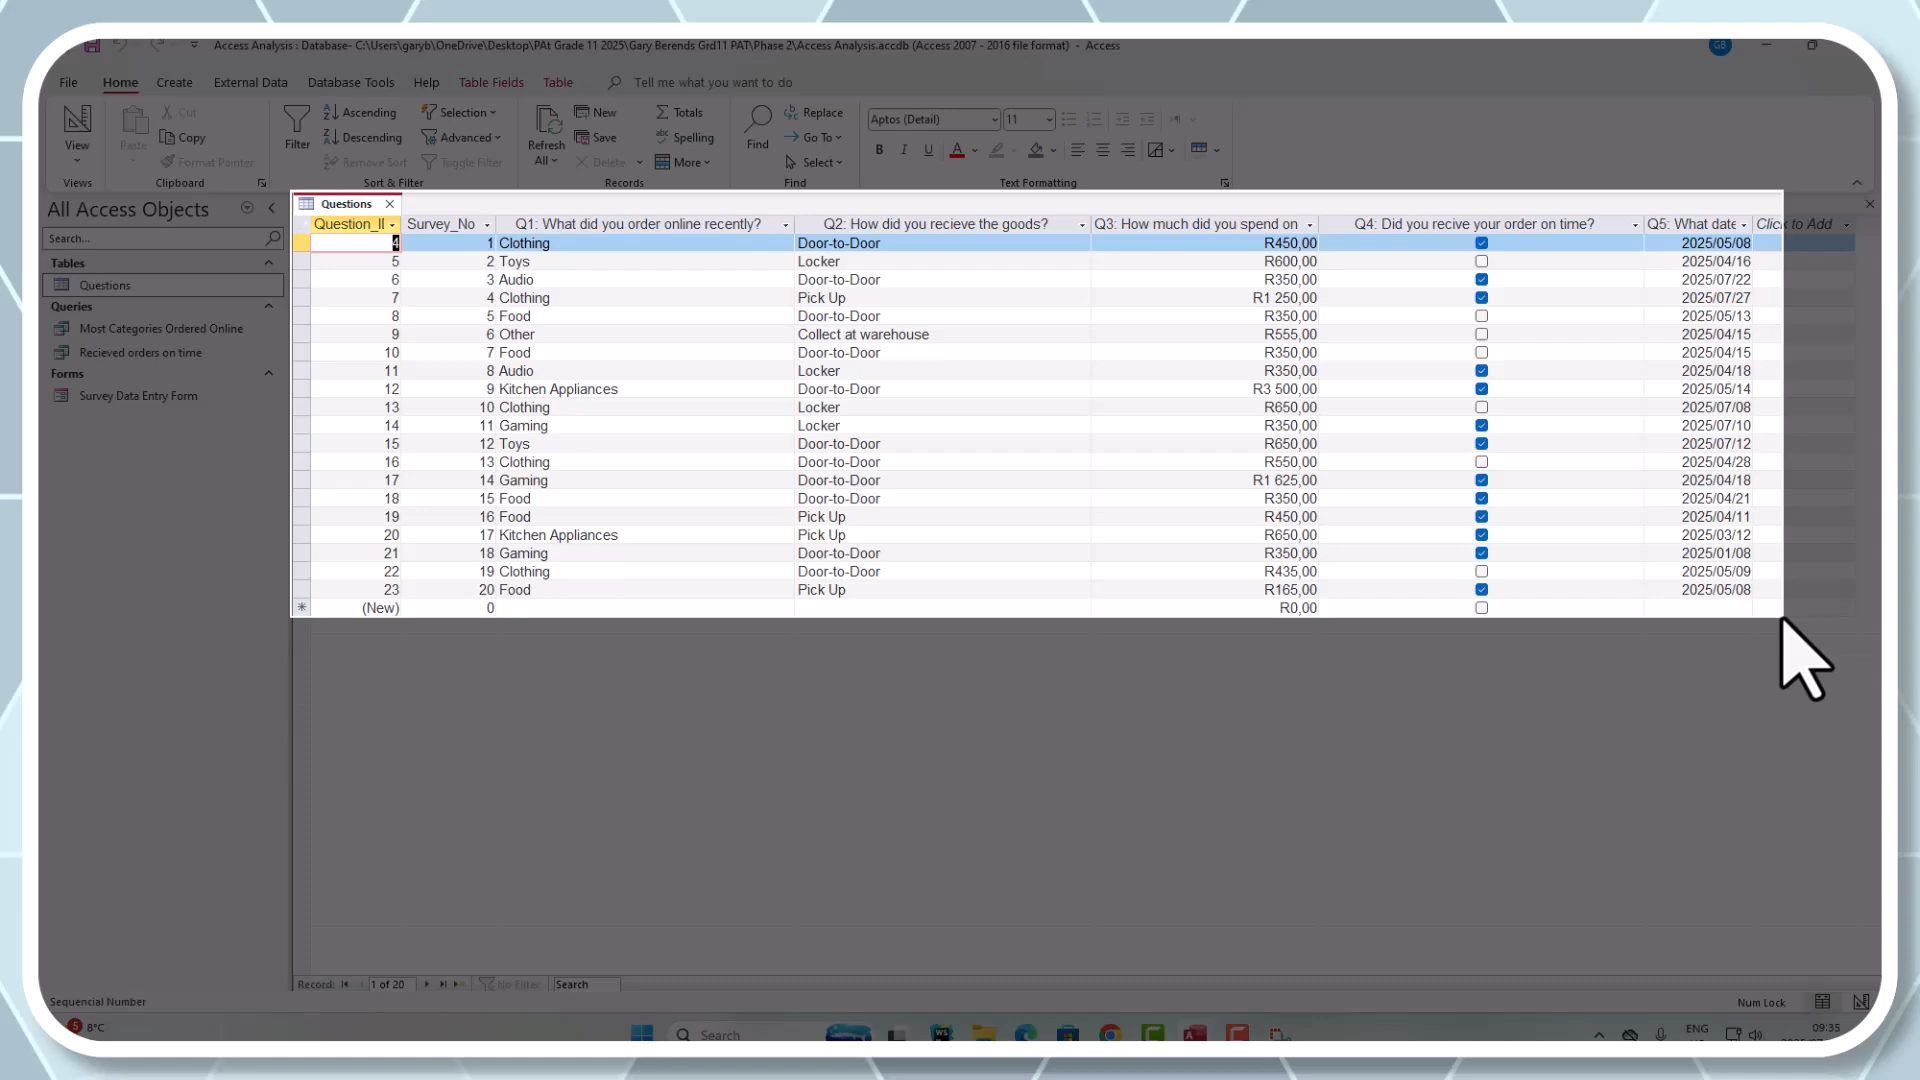 Access Analysis : Database- C:\Users\garyb\OneDrive\Desktop\PAt Grade 11 2025\Gary Berends Grd11 PAT\Phase 2\Access Analysis.accdb (Access 2007 - 2016 file format) - Access
GB
File Home Create External Data Database Tools Help Table Fields Table Tell me what you want to do
View Paste Cut Copy Format Painter Filter Ascending Descending Remove Sort Selection Advanced Toggle Filter Refresh All New Save Delete Totals Spelling More Find Replace Go To Select Aptos (Detail) 11 B I U A
Views Clipboard Sort & Filter Records Find Text Formatting
All Access Objects
Search...
Tables
Questions
Queries
Most Categories Ordered Online
Recieved orders on time
Forms
Survey Data Entry Form
Questions
Question_II Survey_No Q1: What did you order online recently? Q2: How did you recieve the goods? Q3: How much did you spend on Q4: Did you recive your order on time? Q5: What date Click to Add
4 1 Clothing Door-to-Door R450,00 2025/05/08
5 2 Toys Locker R600,00 2025/04/16
6 3 Audio Door-to-Door R350,00 2025/07/22
7 4 Clothing Pick Up R1 250,00 2025/07/27
8 5 Food Door-to-Door R350,00 2025/05/13
9 6 Other Collect at warehouse R555,00 2025/04/15
10 7 Food Door-to-Door R350,00 2025/04/15
11 8 Audio Locker R350,00 2025/04/18
12 9 Kitchen Appliances Door-to-Door R3 500,00 2025/05/14
13 10 Clothing Locker R650,00 2025/07/08
14 11 Gaming Locker R350,00 2025/07/10
15 12 Toys Door-to-Door R650,00 2025/07/12
16 13 Clothing Door-to-Door R550,00 2025/04/28
17 14 Gaming Door-to-Door R1 625,00 2025/04/18
18 15 Food Door-to-Door R350,00 2025/04/21
19 16 Food Pick Up R450,00 2025/04/11
20 17 Kitchen Appliances Pick Up R650,00 2025/03/12
21 18 Gaming Door-to-Door R350,00 2025/01/08
22 19 Clothing Door-to-Door R435,00 2025/05/09
23 20 Food Pick Up R165,00 2025/05/08
(New) 0 R0,00
Record: 1 of 20 No Filter Search
Sequencial Number Num Lock
5 8°C Search ENG 09:35